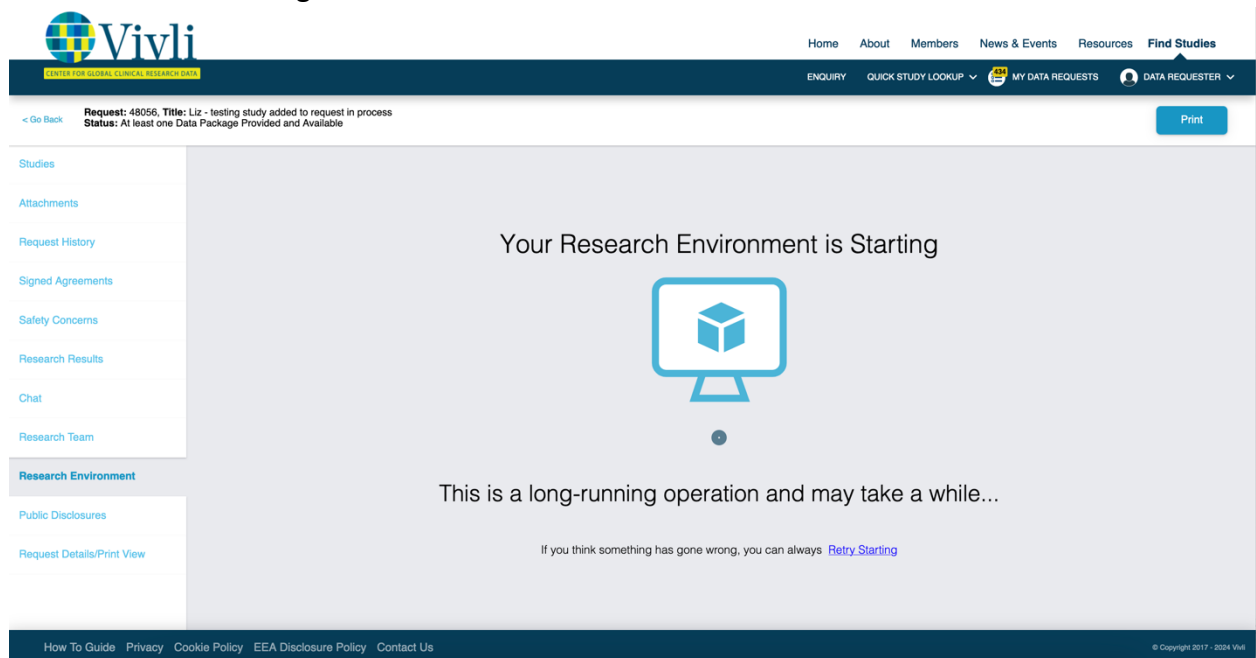 Vivli
CENTER FOR GLOBAL CLINICAL RESEARCH DATA
Home About Members News & Events Resources Find Studies
ENQUIRY QUICK STUDY LOOKUP 434 MY DATA REQUESTS DATA REQUESTER
< Go Back
Request: 48056, Title: Liz - testing study added to request in process
Status: At least one Data Package Provided and Available
Print
Studies
Attachments
Request History
Signed Agreements
Safety Concerns
Research Results
Chat
Research Team
Research Environment
Public Disclosures
Request Details/Print View
Your Research Environment is Starting
This is a long-running operation and may take a while...
If you think something has gone wrong, you can always Retry Starting
How To Guide Privacy Cookie Policy EEA Disclosure Policy Contact Us
© Copyright 2017 - 2024 Vivli